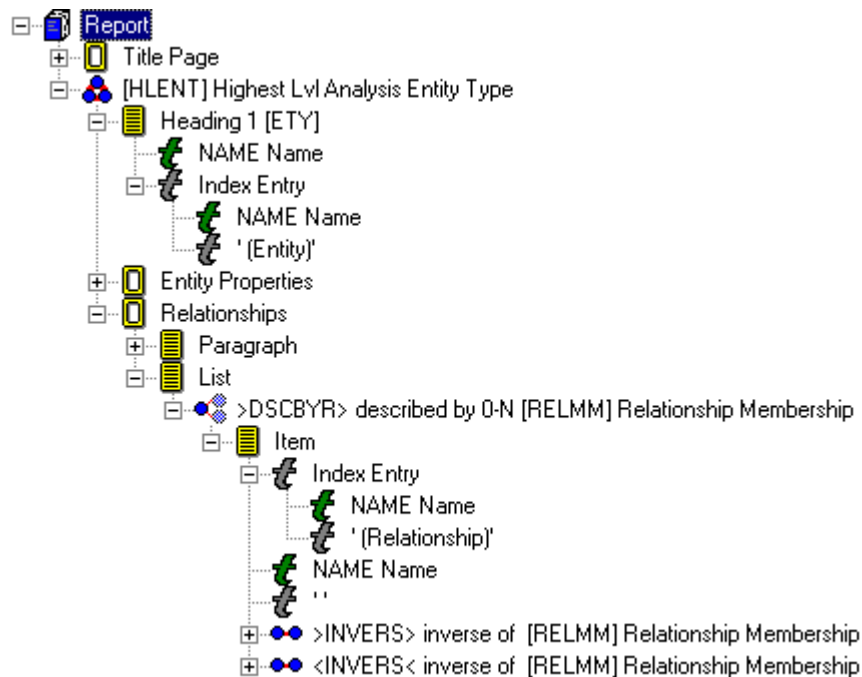 Report
Title Page
[HLENT] Highest Lvl Analysis Entity Type
Heading 1 [ETY]
NAME Name
Index Entry
NAME Name
' (Entity)'
Entity Properties
Relationships
Paragraph
List
>DSCBYR> described by 0-N [RELMM] Relationship Membership
Item
Index Entry
NAME Name
' (Relationship)'
NAME Name
' '
>INVERS> inverse of [RELMM] Relationship Membership
<INVERS< inverse of [RELMM] Relationship Membership